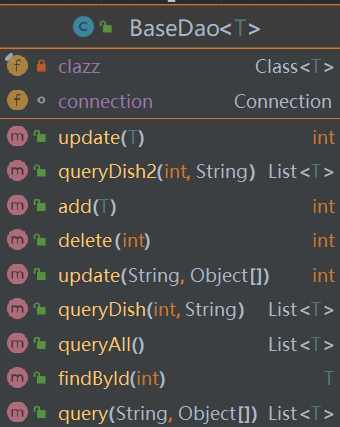 C BaseDao<T>
f clazz Class<T>
f connection Connection
m update(T) int
m queryDish2(int, String) List<T>
m add(T) int
m delete(int) int
m update(String, Object[]) int
m queryDish(int, String) List<T>
m queryAll() List<T>
m findById(int) T
m query(String, Object[]) List<T>